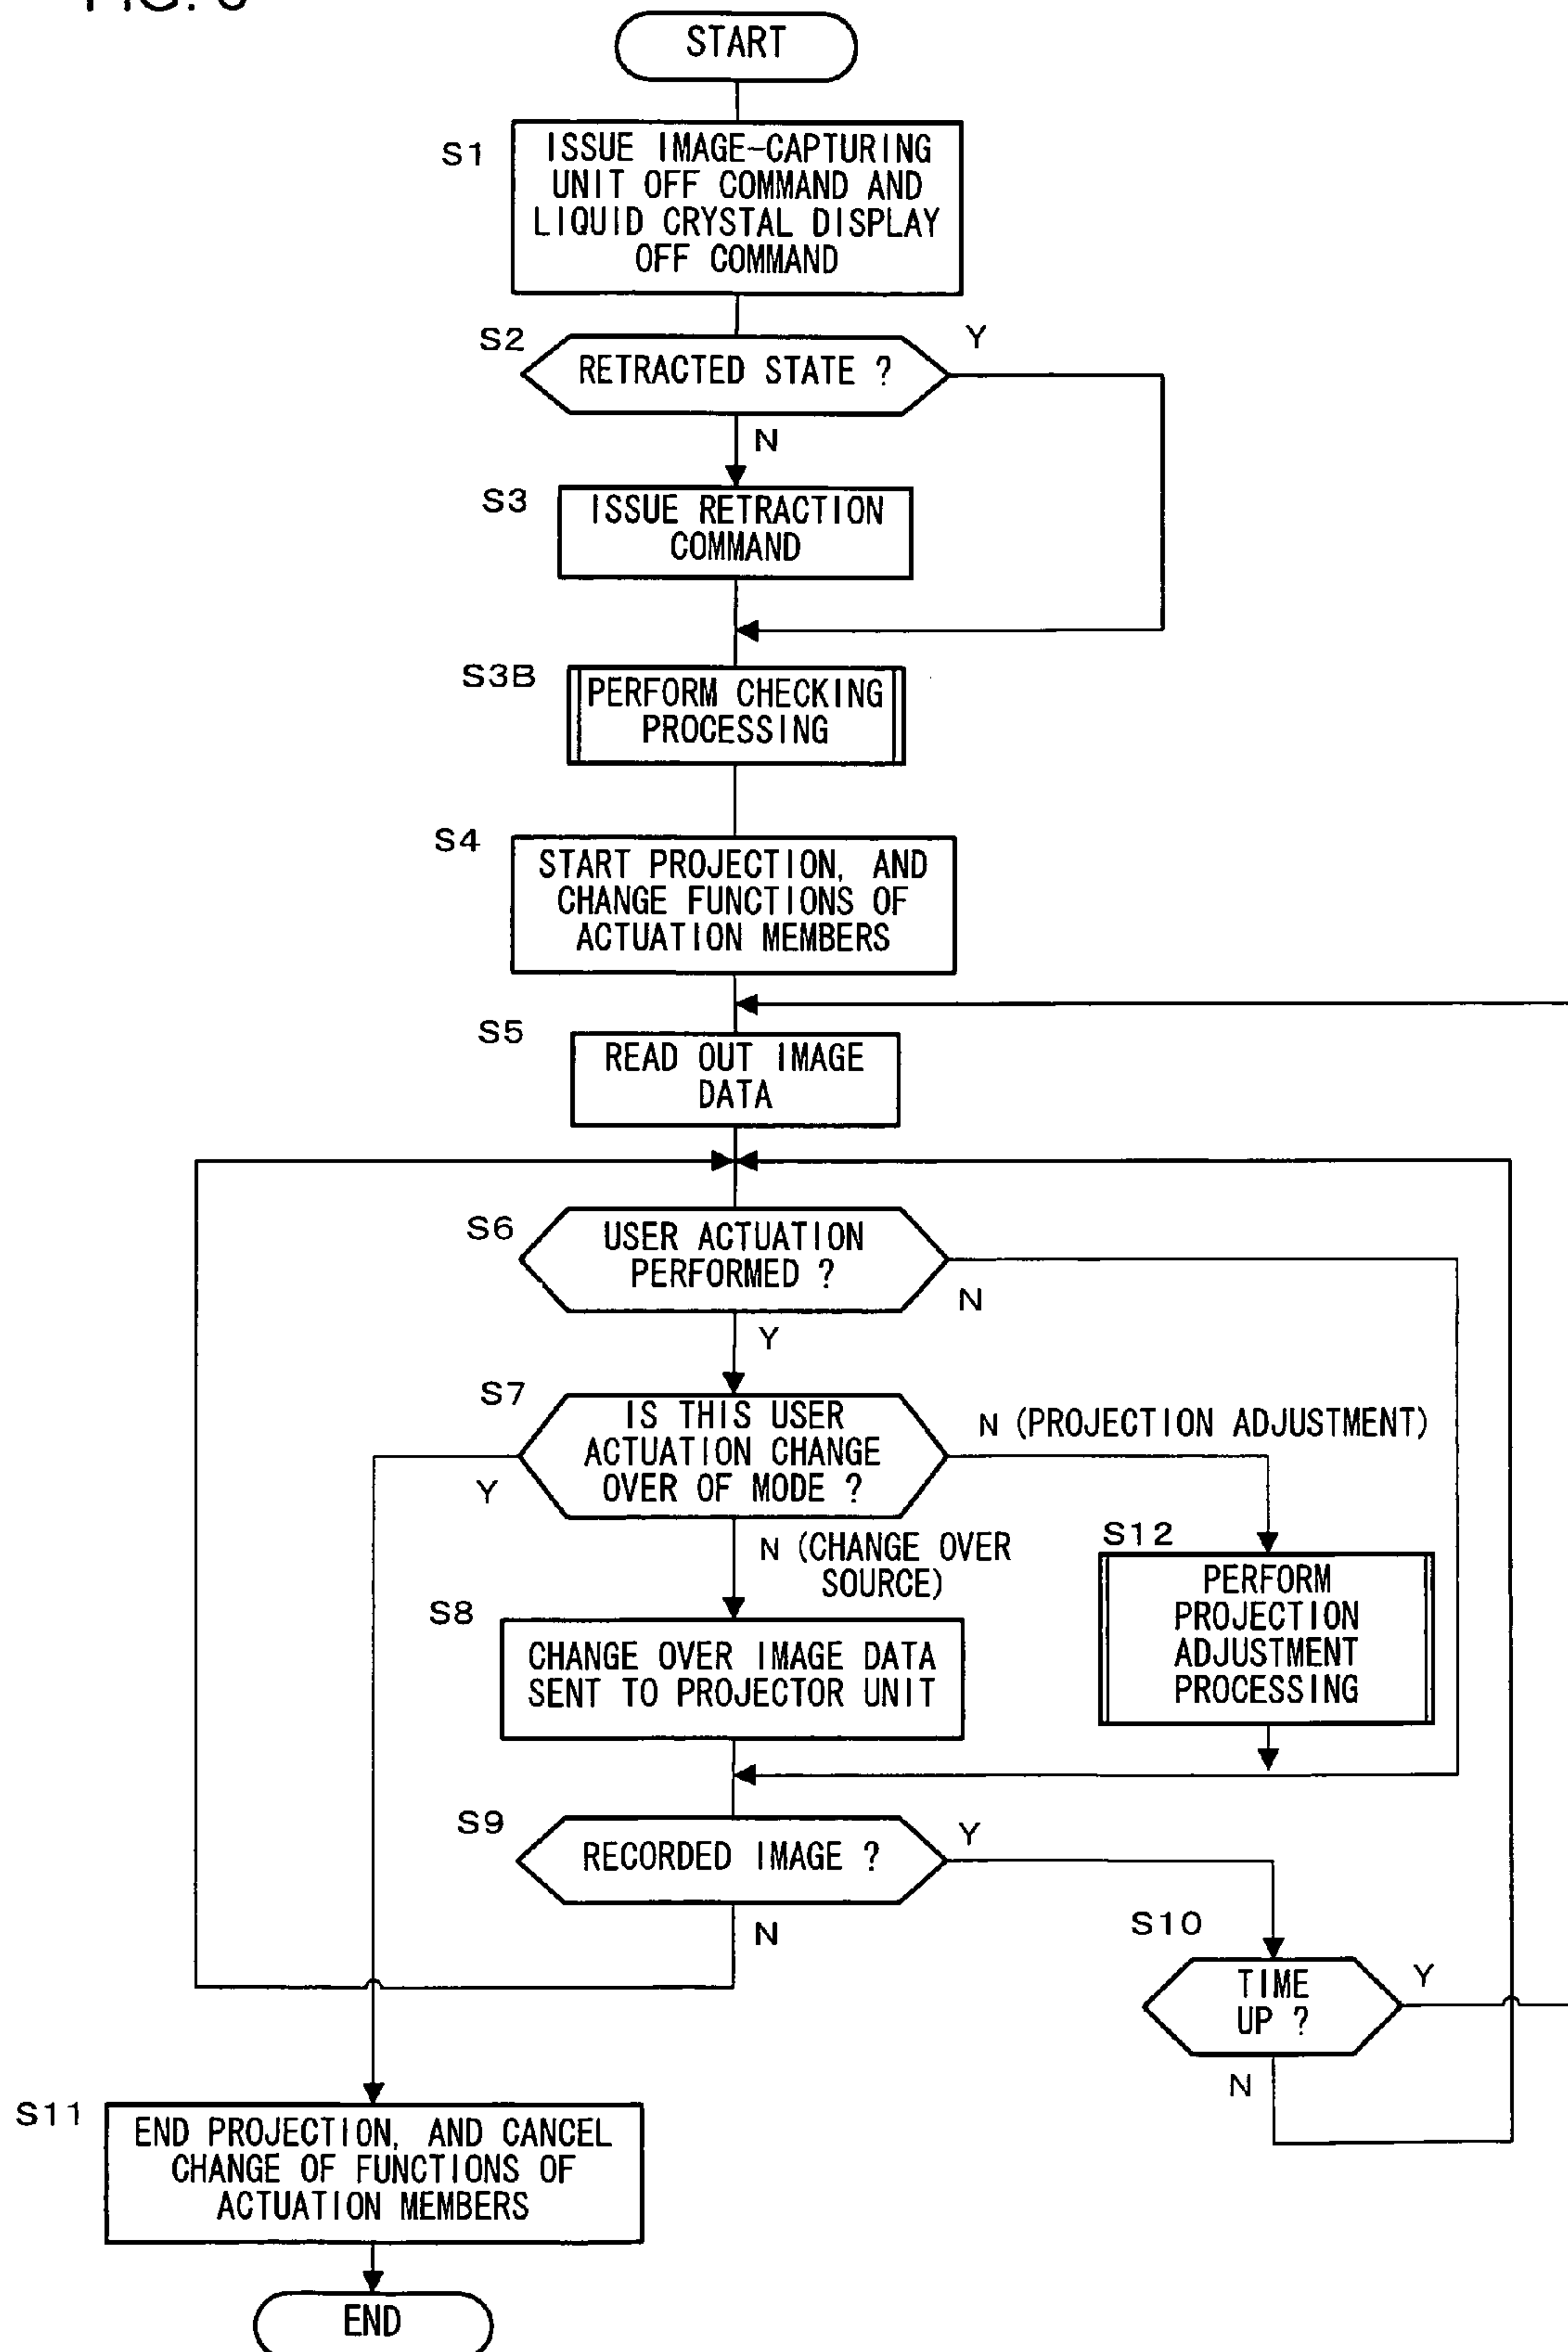 START
S1
ISSUE IMAGE-CAPTURING
UNIT OFF COMMAND AND
LIQUID CRYSTAL DISPLAY
OFF COMMAND
S2
RETRACTED STATE ?
Y
N
S3
ISSUE RETRACTION
COMMAND
S3B
PERFORM CHECKING
PROCESSING
S4
START PROJECTION, AND
CHANGE FUNCTIONS OF
ACTUATION MEMBERS
S5
READ OUT IMAGE
DATA
S6
USER ACTUATION
PERFORMED ?
N
Y
S7
IS THIS USER
ACTUATION CHANGE
OVER OF MODE ?
Y
N (PROJECTION ADJUSTMENT)
N (CHANGE OVER
SOURCE)
S12
PERFORM
PROJECTION
ADJUSTMENT
PROCESSING
S8
CHANGE OVER IMAGE DATA
SENT TO PROJECTOR UNIT
S9
RECORDED IMAGE ?
Y
N
S10
TIME
UP ?
Y
N
S11
END PROJECTION, AND CANCEL
CHANGE OF FUNCTIONS OF
ACTUATION MEMBERS
END